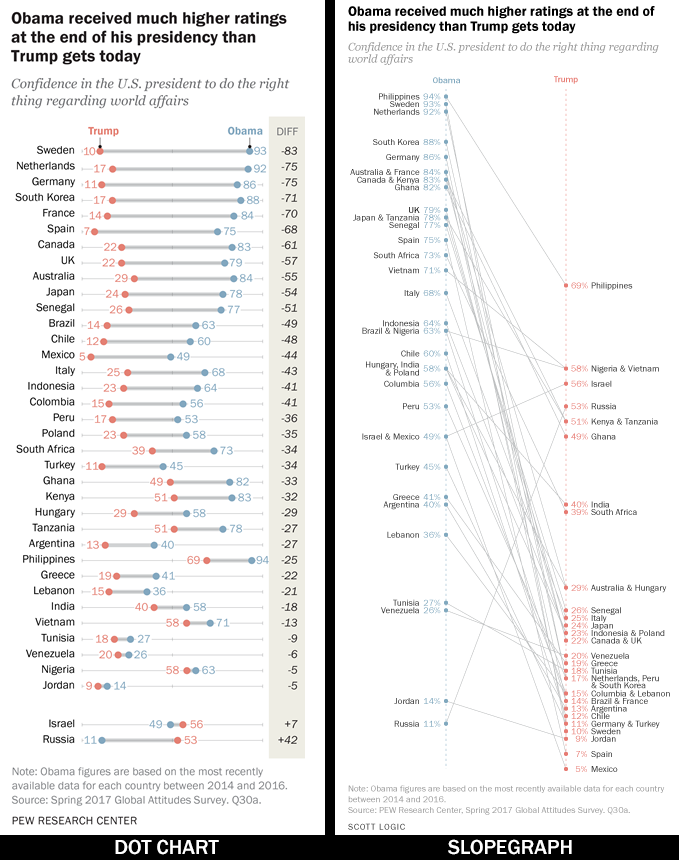 Obama received much higher ratings
at the end of his presidency than
Trump gets today
Confidence in the U.S. president to do the right
thing regarding world affairs
Trump Obama DIFF
Sweden 10 93 -83
Netherlands 17 92 -75
Germany 11 86 -75
South Korea 17 88 -71
France 14 84 -70
Spain 7 75 -68
Canada 22 83 -61
UK 22 79 -57
Australia 29 84 -55
Japan 24 78 -54
Senegal 26 77 -51
Brazil 14 63 -49
Chile 12 60 -48
Mexico 5 49 -44
Italy 25 68 -43
Indonesia 23 64 -41
Colombia 15 56 -41
Peru 17 53 -36
Poland 23 58 -35
South Africa 39 73 -34
Turkey 11 45 -34
Ghana 49 82 -33
Kenya 51 83 -32
Hungary 29 58 -29
Tanzania 51 78 -27
Argentina 13 40 -27
Philippines 69 94 -25
Greece 19 41 -22
Lebanon 15 36 -21
India 40 58 -18
Vietnam 58 71 -13
Tunisia 18 27 -9
Venezuela 20 26 -6
Nigeria 58 63 -5
Jordan 9 14 -5
Israel 49 56 +7
Russia 11 53 +42
Note: Obama figures are based on the most recently
available data for each country between 2014 and 2016.
Source: Spring 2017 Global Attitudes Survey. Q30a.
PEW RESEARCH CENTER
DOT CHART
Obama received much higher ratings at the end of
his presidency than Trump gets today
Confidence in the U.S. president to do the right thing regarding
world affairs
Obama Trump
Philippines 94%
Sweden 93%
Netherlands 92%
South Korea 88%
Germany 86%
Australia & France 84%
Canada & Kenya 83%
Ghana 82%
UK 79%
Japan & Tanzania 78%
Senegal 77%
Spain 75%
South Africa 73%
Vietnam 71%
Italy 68%
Indonesia 64%
Brazil & Nigeria 63%
Chile 60%
Hungary, India 58%
& Poland
Columbia 56%
Peru 53%
Israel & Mexico 49%
Turkey 45%
Greece 41%
Argentina 40%
Lebanon 36%
Tunisia 27%
Venezuela 26%
Jordan 14%
Russia 11%
69% Philippines
58% Nigeria & Vietnam
56% Israel
53% Russia
51% Kenya & Tanzania
49% Ghana
40% India
39% South Africa
29% Australia & Hungary
26% Senegal
25% Italy
24% Japan
23% Indonesia & Poland
22% Canada & UK
20% Venezuela
19% Greece
18% Tunisia
17% Netherlands, Peru
& South Korea
15% Columbia & Lebanon
14% Brazil & France
13% Argentina
12% Chile
11% Germany & Turkey
10% Sweden
9% Jordan
7% Spain
5% Mexico
Note: Obama figures are based on the most recently available data for each country
between 2014 and 2016.
Source: PEW Research Center, Spring 2017 Global Attitudes Survey. Q30a.
SCOTT LOGIC
SLOPEGRAPH